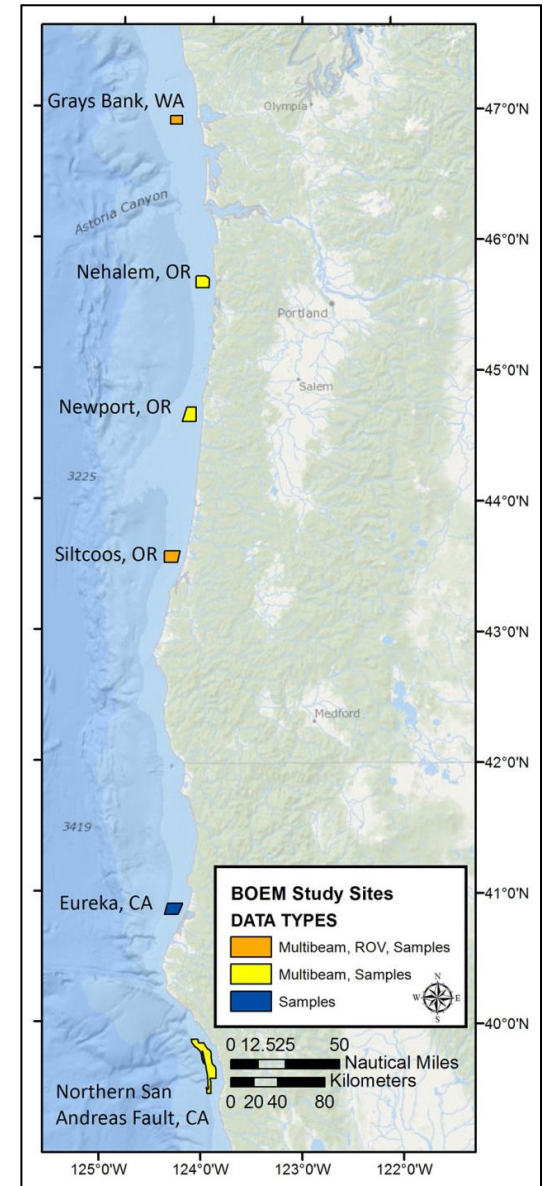 Grays Bank, WA
Olympia
47°0'N
Astoria Canyon
46°0'N
Nehalem, OR
Portland
45°0'N
Salem
Newport, OR
3225
44°0'N
Siltcoos, OR
43°0'N
Medford
42°0'N
3419
Eureka, CA
41°0'N
BOEM Study Sites
DATA TYPES
Multibeam, ROV, Samples
Multibeam, Samples
Samples
N
W
E
S
40°0'N
0 12.525 50
Nautical Miles
Kilometers
0 20 40 80
Northern San
Andreas Fault, CA
125°0'W 124°0'W 123°0'W 122°0'W